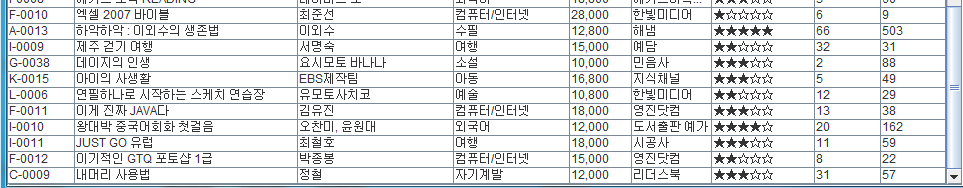 F-0010 엑셀 2007 바이블 최준선 컴퓨터/인터넷 28,000 한빛미디어 ★☆☆☆☆ 6 9
A-0013 하악하악 : 이외수의 생존법 이외수 수필 12,800 해냄 ★★★★★ 66 503
I-0009 제주 걷기 여행 서명숙 여행 15,000 예담 ★★★☆☆ 32 31
G-0038 데이지의 인생 요시모토 바나나 소설 10,000 민음사 ★★★☆☆ 2 88
K-0015 아이의 사생활 EBS제작팀 아동 16,800 지식채널 ★★★☆☆ 5 49
L-0006 연필하나로 시작하는 스케치 연습장 유모토사치코 예술 10,800 한빛미디어 ★★☆☆☆ 12 29
F-0011 이게 진짜 JAVA다 김유진 컴퓨터/인터넷 18,000 영진닷컴 ★★★☆☆ 13 38
I-0010 왕대박 중국어회화 첫걸음 오찬미, 윤원대 외국어 12,000 도서출판 예가 ★★★★☆ 20 162
I-0011 JUST GO 유럽 최철호 여행 18,000 시공사 ★★★☆☆ 11 59
F-0012 이기적인 GTQ 포토샵 1급 박종봉 컴퓨터/인터넷 15,000 영진닷컴 ★★☆☆☆ 8 22
C-0009 내머리 사용법 정철 자기계발 12,000 리더스북 ★★★☆☆ 31 57